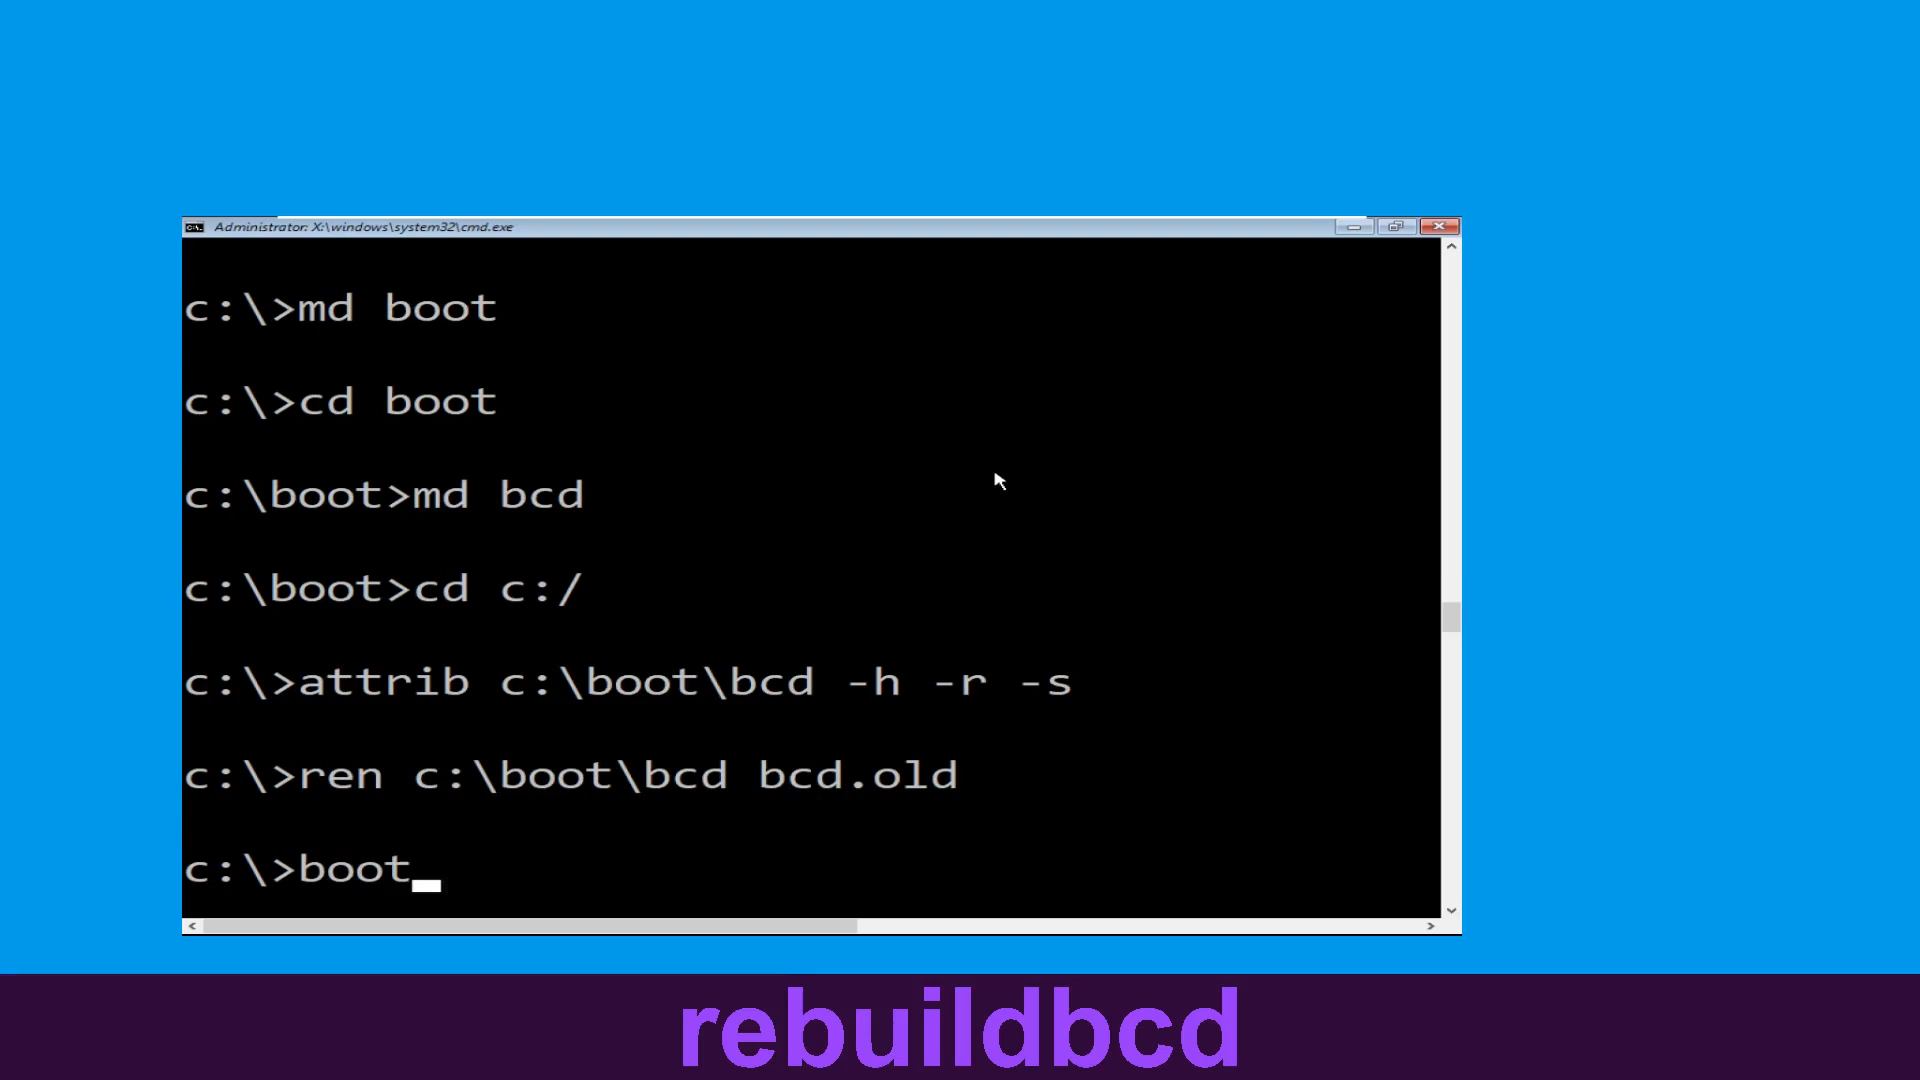 Administrator: X:\windows\system32\cmd.exe
c:\>md boot
c:\>cd boot
c:\boot>md bcd
c:\boot>cd c:/
c:\>attrib c:\boot\bcd -h -r -s
c:\>ren c:\boot\bcd bcd.old
c:\>boot_
rebuildbcd